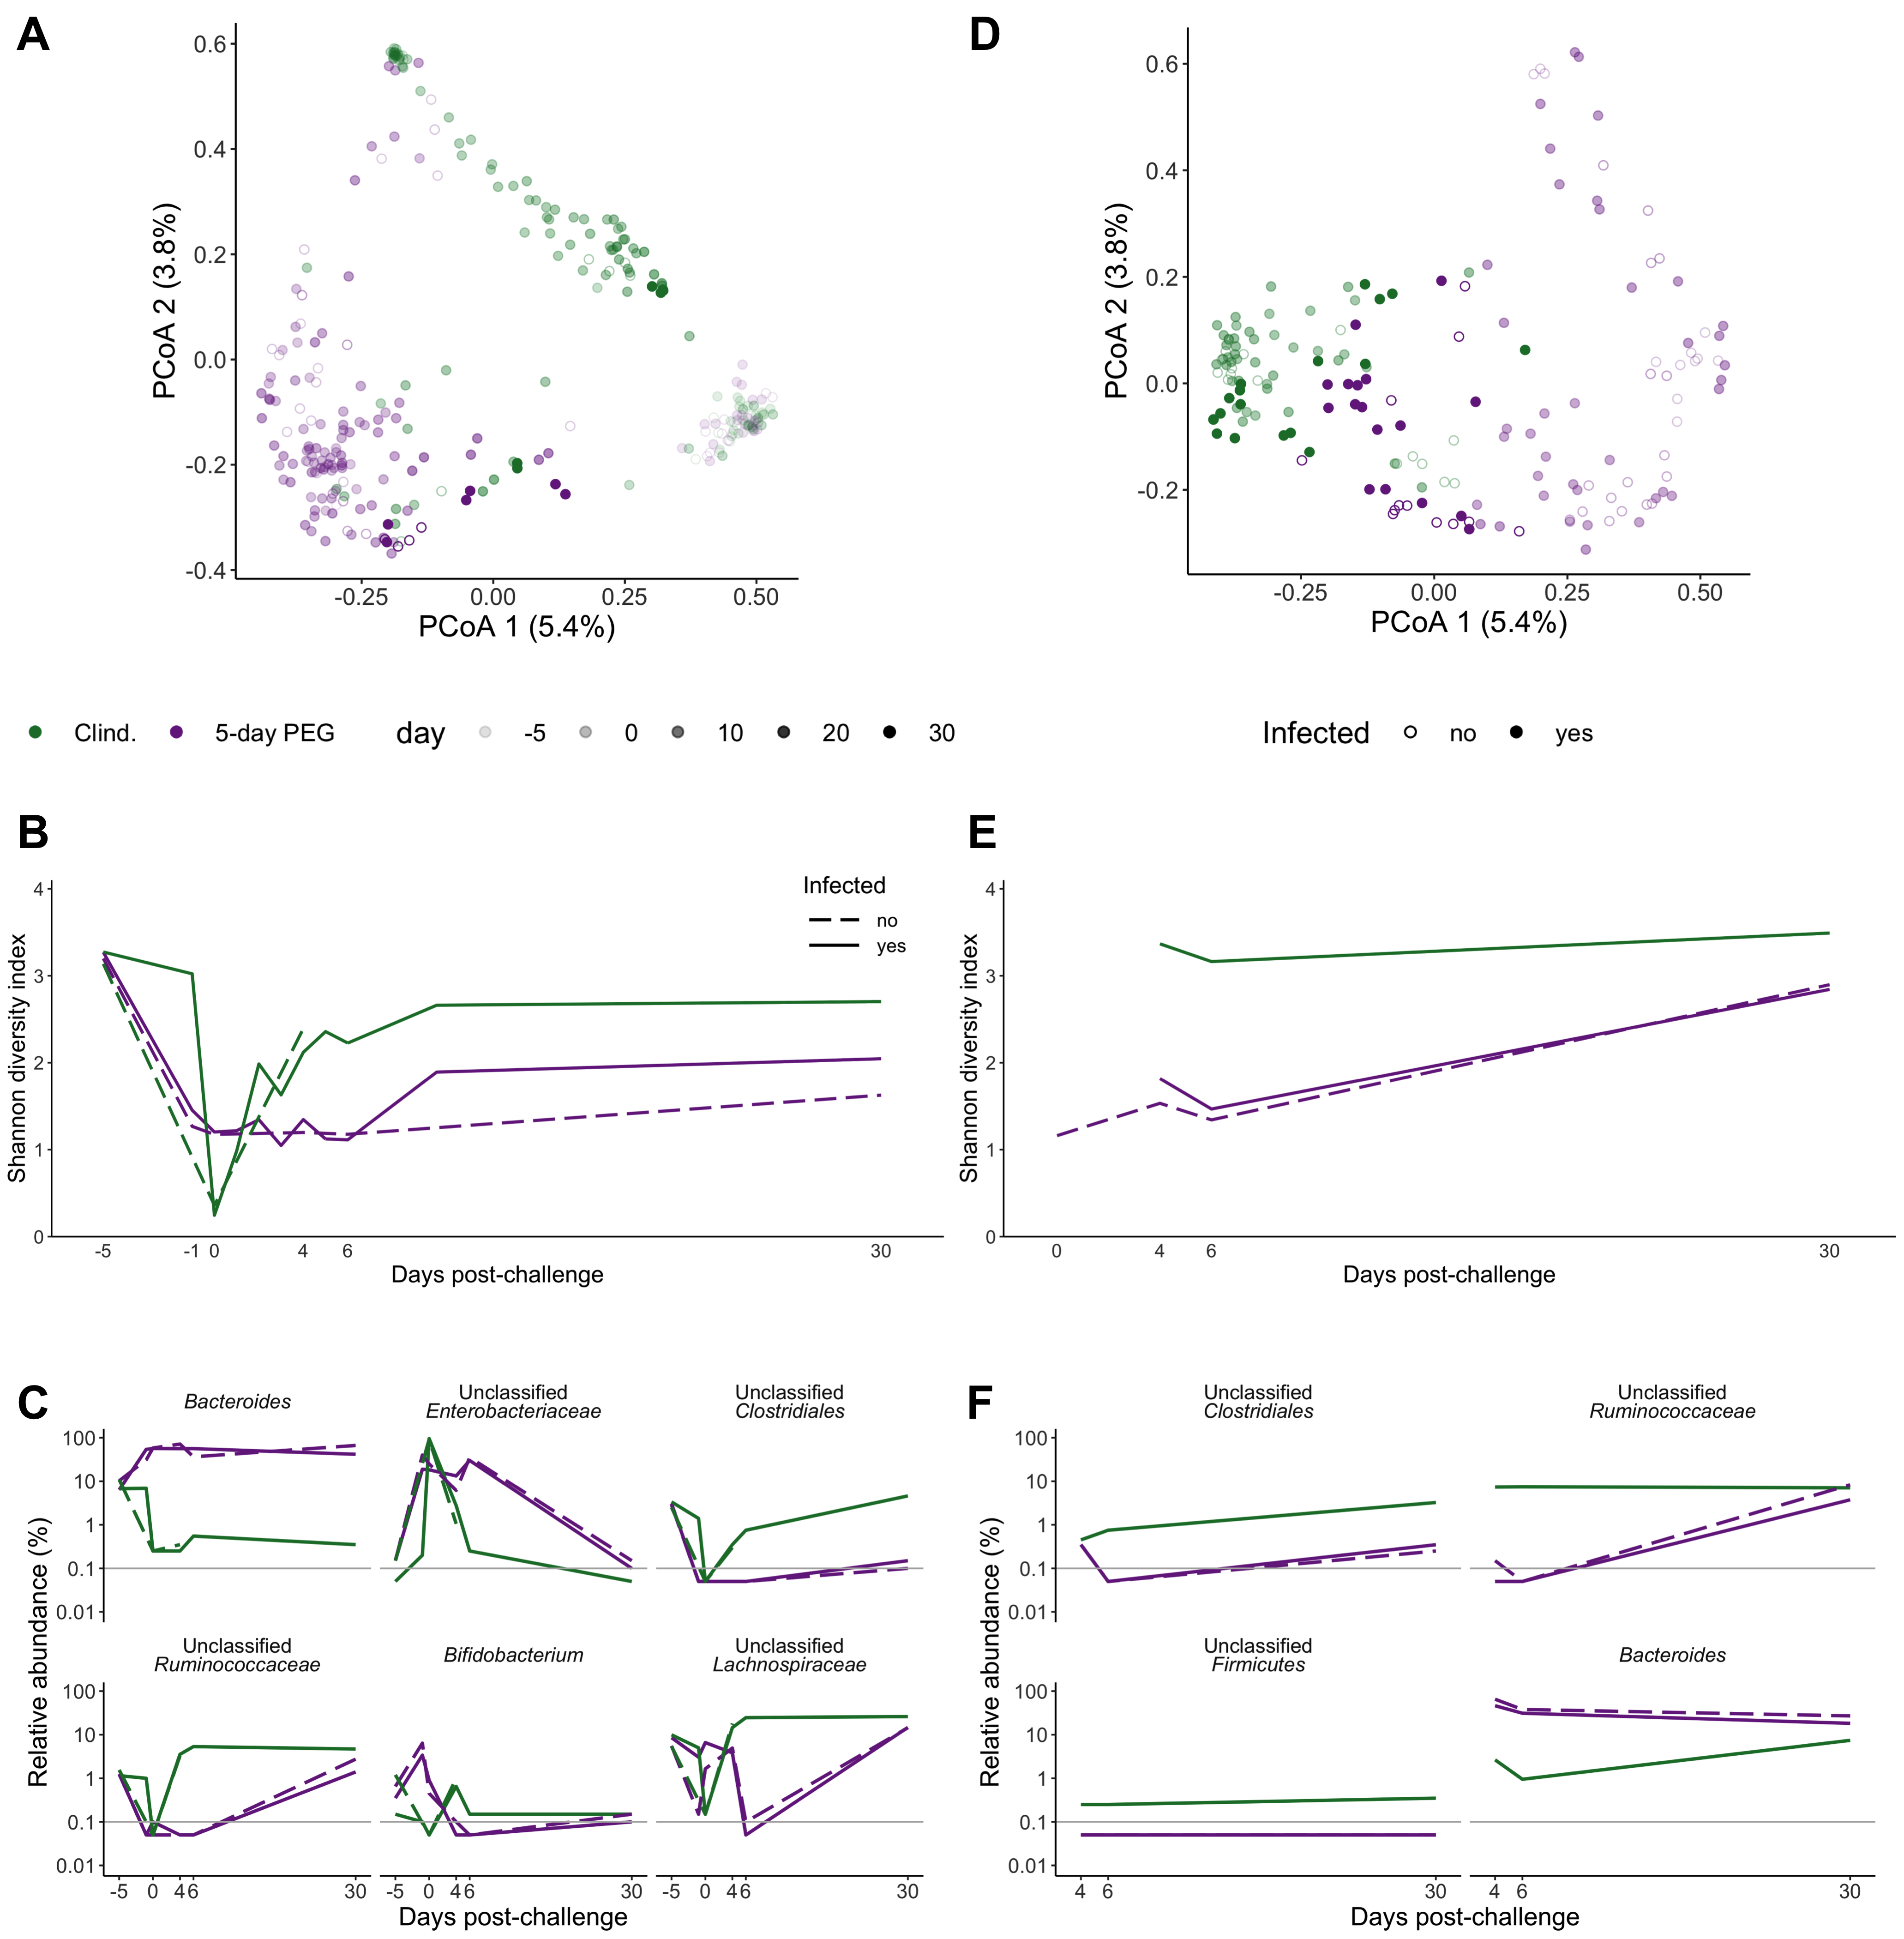 A
PCoA 2 (3.8%)
0.6
0.4
0.2
0.0
-0.2
-0.4
-0.25 0.00 0.25 0.50
PCoA 1 (5.4%)
D
PCoA 2 (3.8%)
0.6
0.4
0.2
0.0
-0.2
-0.25 0.00 0.25 0.50
PCoA 1 (5.4%)
Clind. 5-day PEG day -5 0 10 20 30
Infected no yes
B
Shannon diversity index
4
3
2
1
0
Infected
no
yes
-5 -1 0 4 6 30
Days post-challenge
E
Shannon diversity index
4
3
2
1
0
0 4 6 30
Days post-challenge
C
Relative abundance (%)
Bacteroides
Unclassified
Enterobacteriaceae
Unclassified
Clostridiales
100
10
1
0.1
0.01
Unclassified
Ruminococcaceae
Bifidobacterium
Unclassified
Lachnospiraceae
100
10
1
0.1
0.01
-5 0 4 6 30
-5 0 4 6 30
-5 0 4 6 30
Days post-challenge
F
Relative abundance (%)
Unclassified
Clostridiales
Unclassified
Ruminococcaceae
100
10
1
0.1
0.01
Unclassified
Firmicutes
Bacteroides
100
10
1
0.1
0.01
4 6 30
4 6 30
Days post-challenge